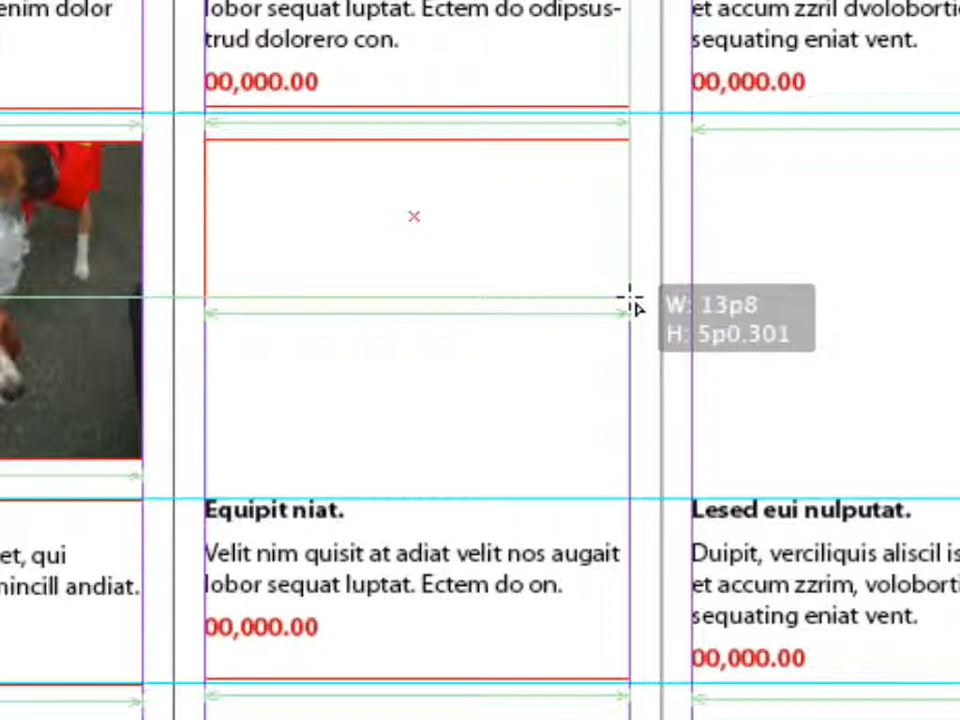 enim dolor
lobor sequat luptat. Ectem do odipsus-
trud dolorero con.
00,000.00
et accum zzril dvoloborti
sequating eniat vent.
00,000.00
W: 13p8
H: 5p0.301
et, qui
nincill andiat.
Equipit niat.
Velit nim quisit at adiat velit nos augait
lobor sequat luptat. Ectem do on.
00,000.00
Lesed eui nulputat.
Duipit, verciliquis aliscil is
et accum zzrim, voloborti
sequating eniat vent.
00,000.00